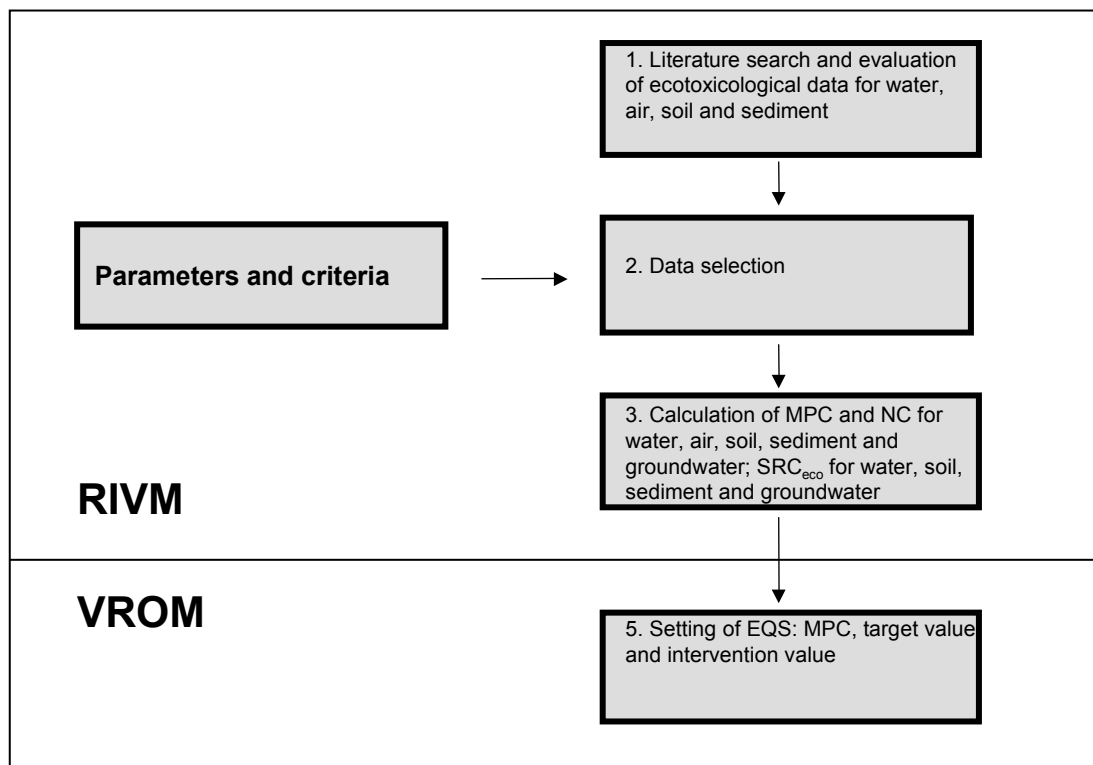 1. Literature search and evaluation
of ecotoxicological data for water,
air, soil and sediment
Parameters and criteria
2. Data selection
3. Calculation of MPC and NC for
water, air, soil, sediment and
groundwater; SRCeco for water, soil,
sediment and groundwater
RIVM
VROM
5. Setting of EQS: MPC, target value
and intervention value